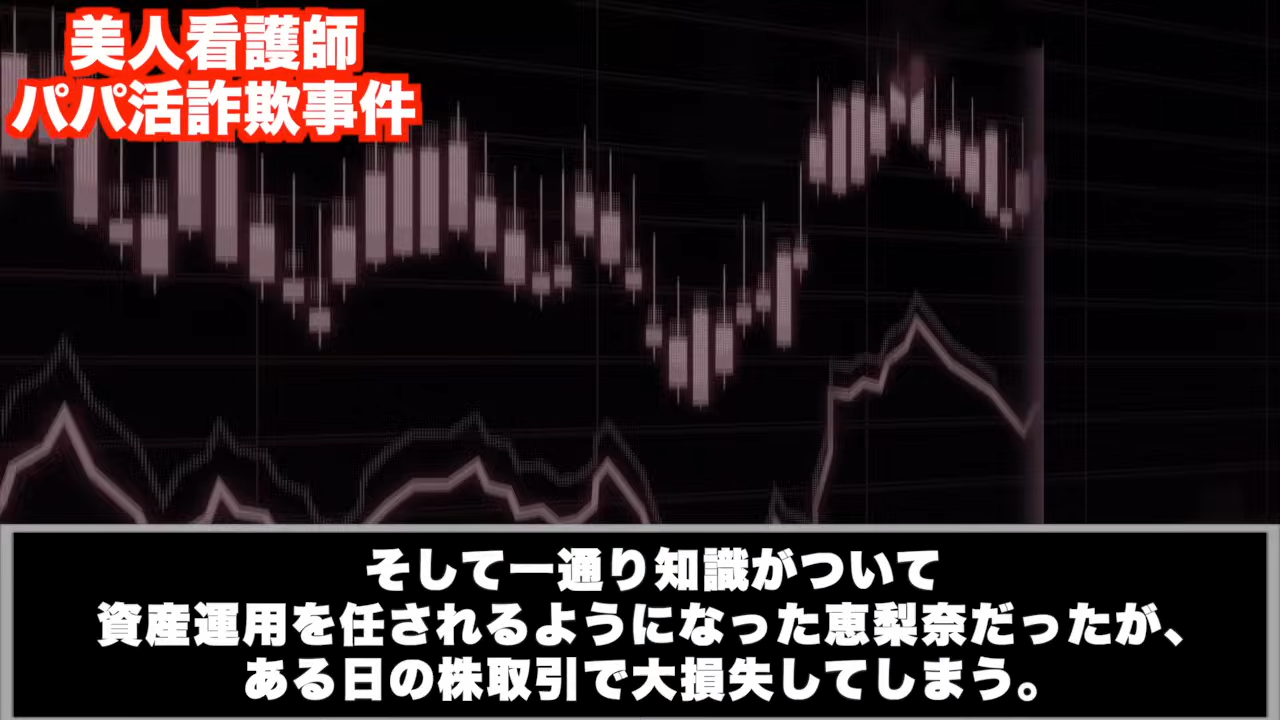 美人看護師
パパ活詐欺事件
そして一通り知識がついて
資産運用を任されるようになった恵梨奈だったが、
ある日の株取引で大損失してしまう。